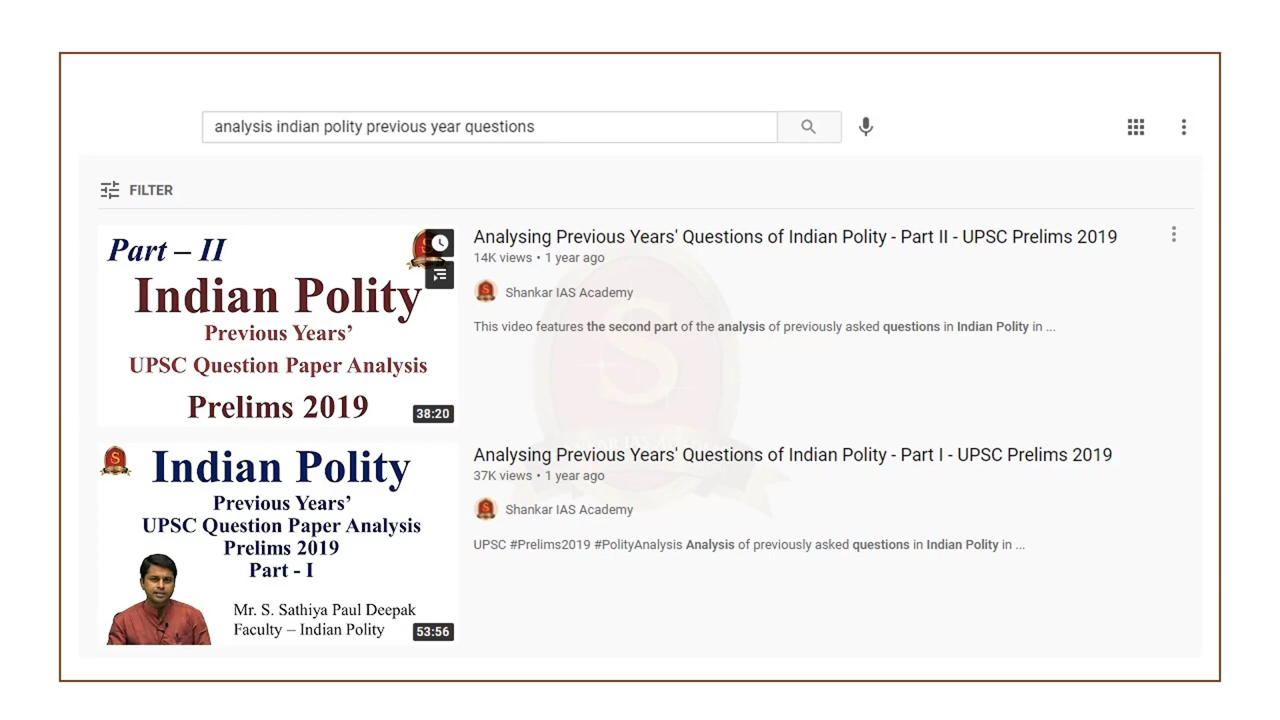 analysis indian polity previous year questions
FILTER
Part – II
Indian Polity
Previous Years’
UPSC Question Paper Analysis
Prelims 2019
38:20
Analysing Previous Years' Questions of Indian Polity - Part II - UPSC Prelims 2019
14K views • 1 year ago
S
Shankar IAS Academy
This video features the second part of the analysis of previously asked questions in Indian Polity in ...
S
S
Indian Polity
Previous Years’
UPSC Question Paper Analysis
Prelims 2019
Part - I
Mr. S. Sathiya Paul Deepak
Faculty – Indian Polity
53:56
Analysing Previous Years' Questions of Indian Polity - Part I - UPSC Prelims 2019
37K views • 1 year ago
S
Shankar IAS Academy
UPSC #Prelims2019 #PolityAnalysis Analysis of previously asked questions in Indian Polity in ...